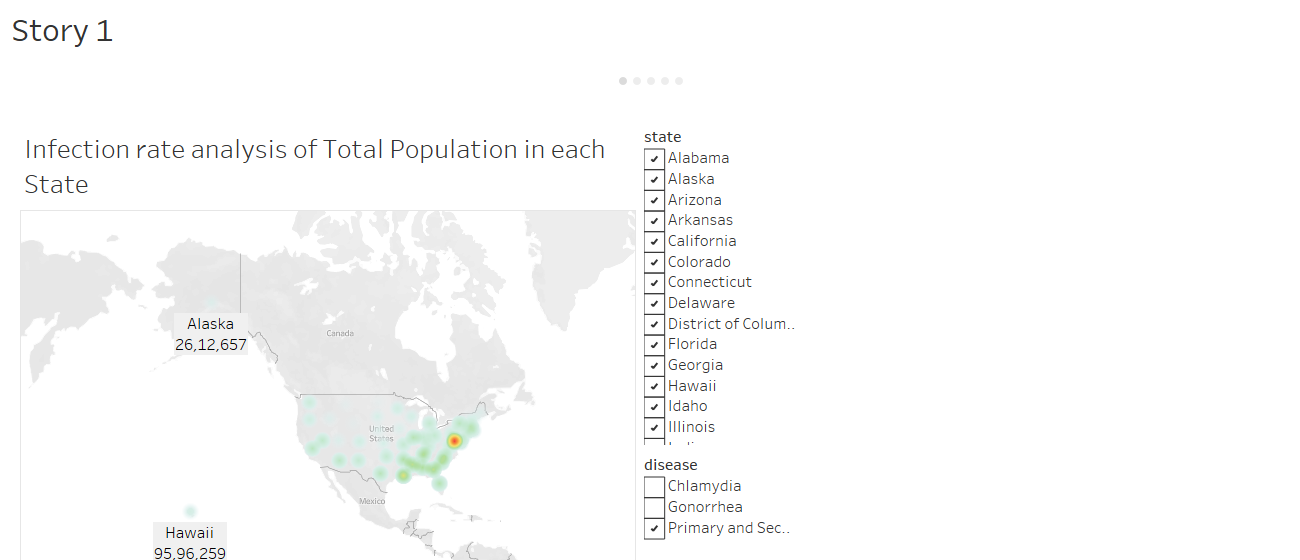 Story 1
Infection rate analysis of Total Population in each
State
Alaska
26,12,657
Canada
United
States
Mexico
Hawaii
95,96,259
state
Alabama
Alaska
Arizona
Arkansas
California
Colorado
Connecticut
Delaware
District of Colum..
Florida
Georgia
Hawaii
Idaho
Illinois
disease
Chlamydia
Gonorrhea
Primary and Sec..